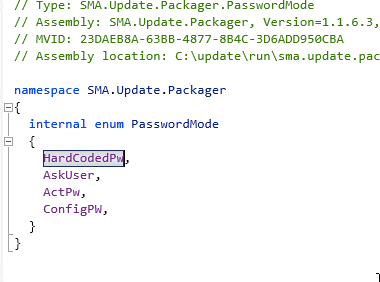 // Type: SMA.Update.Packager.PasswordMode
// Assembly: SMA.Update.Packager, Version=1.1.6.3,
// MVID: 23DAEB8A-63BB-4877-8B4C-3D6ADD950CBA
// Assembly location: C:\update\run\sma.update.pac
namespace SMA.Update.Packager
{
internal enum PasswordMode
{
HardCodedPw,
AskUser,
ActPw,
ConfigPW,
}
}